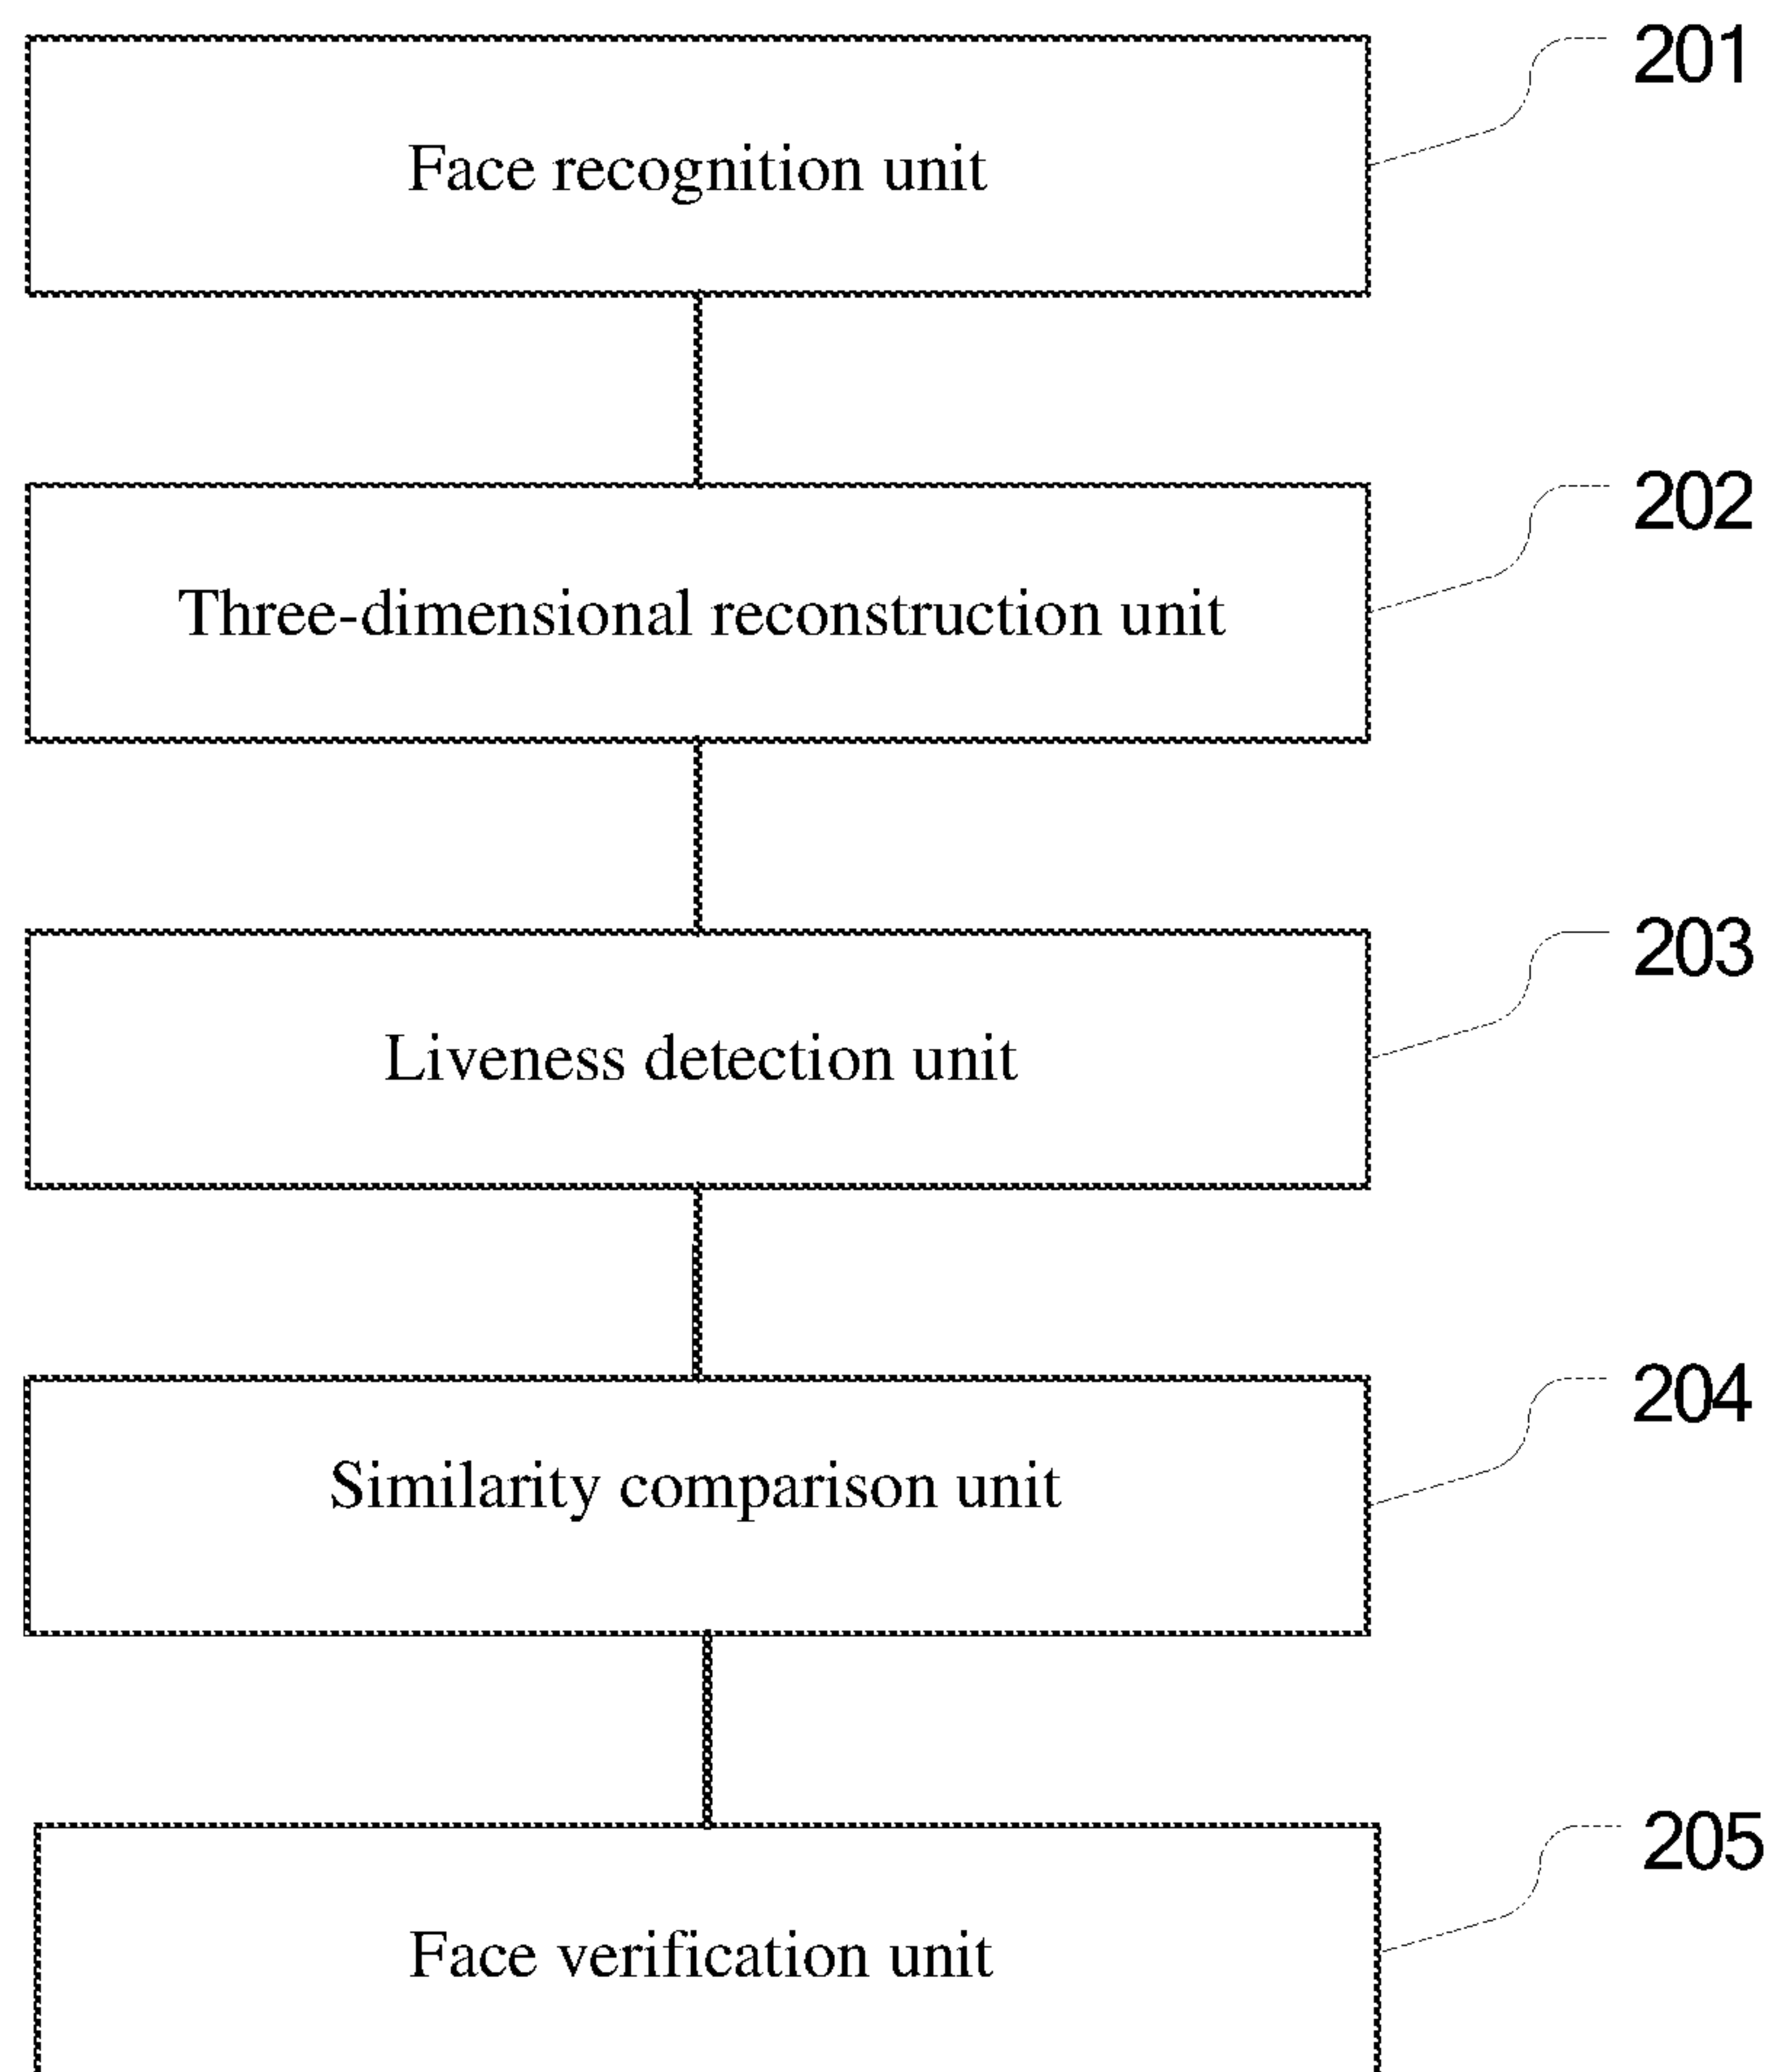 201
Face recognition unit
202
Three-dimensional reconstruction unit
203
Liveness detection unit
204
Similarity comparison unit
205
Face verification unit